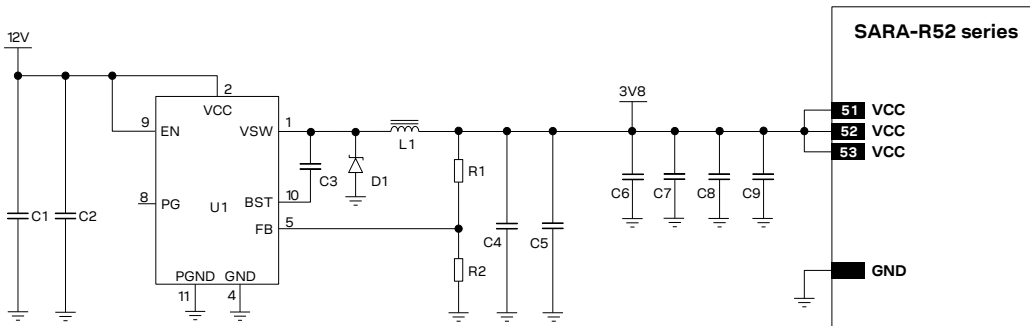 SARA-R52 series
12V
2
VCC
3V8
51 VCC
9 EN
VSW 1
52 VCC
L1
53 VCC
C3
D1
R1
C6
C7
C8
C9
8 PG
BST 10
C1
C2
U1
FB 5
C4
C5
R2
GND
PGND
GND
11
4